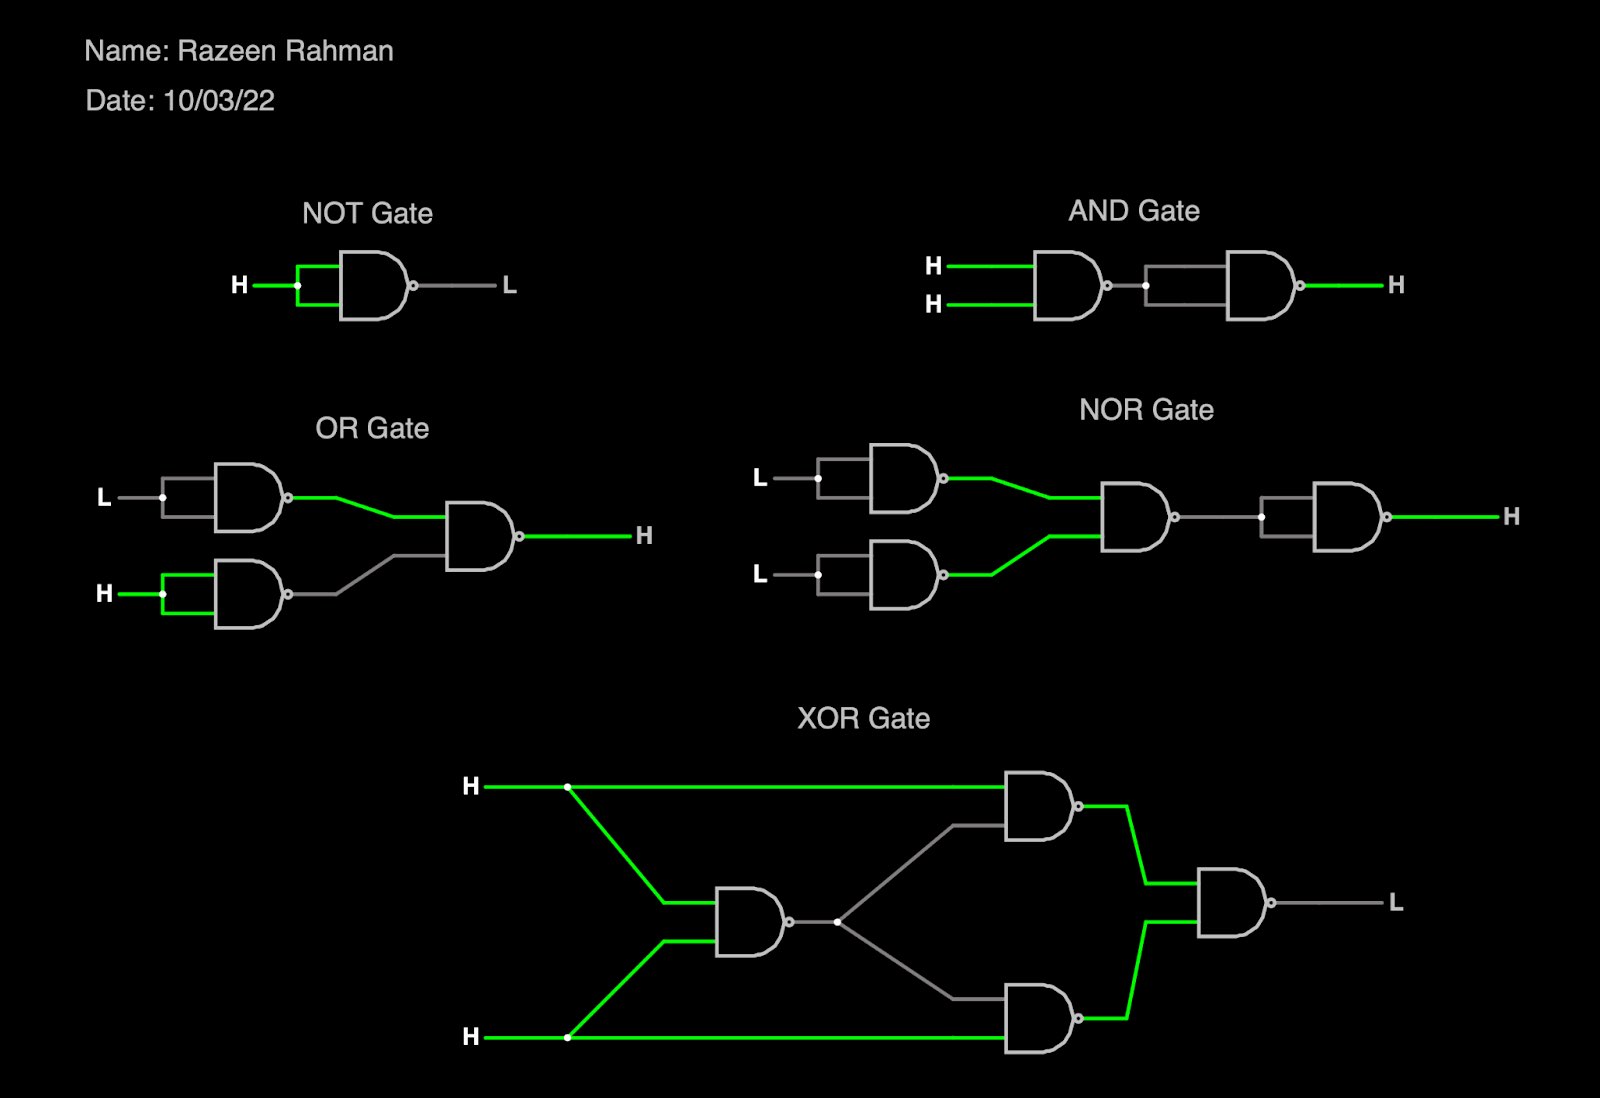 Name: Razeen Rahman
Date: 10/03/22
NOT Gate
H
L
AND Gate
H
H
H
OR Gate
L
H
H
NOR Gate
L
L
H
XOR Gate
H
H
L